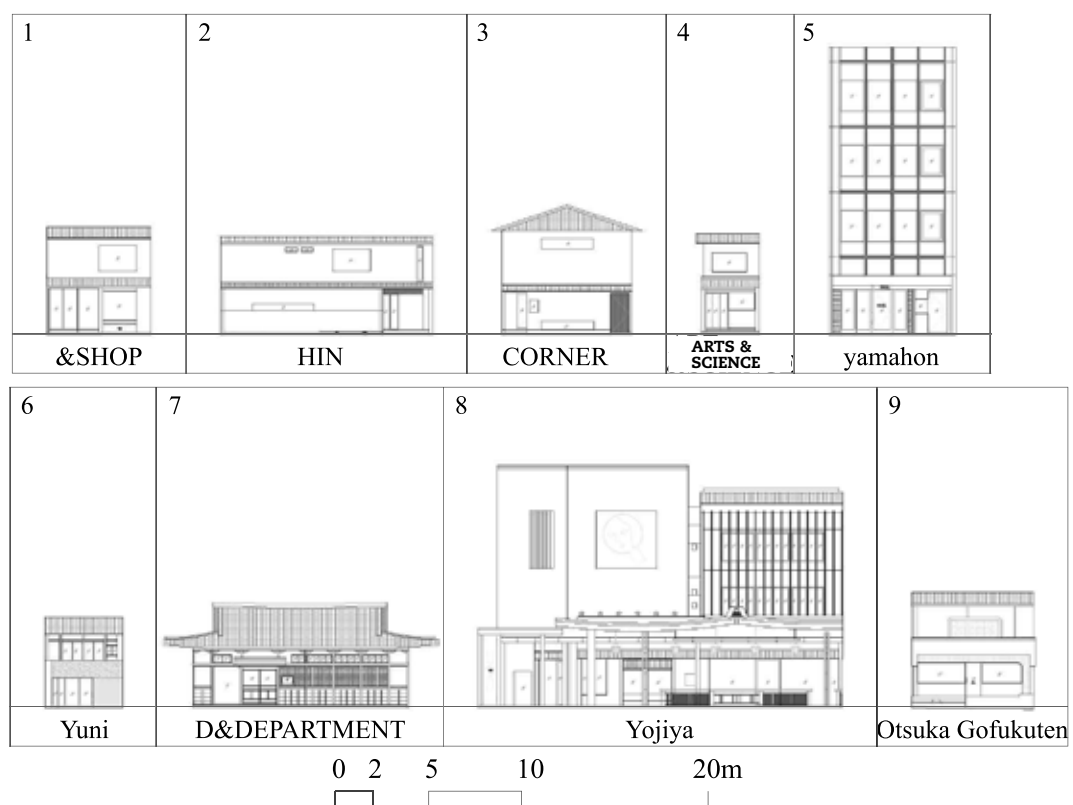 1 2 3 4 5
&SHOP HIN CORNER ARTS & SCIENCE yamahon
6 7 8 9
Yuni D&DEPARTMENT Yojiya Otsuka Gofukuten
0 2 5 10 20m